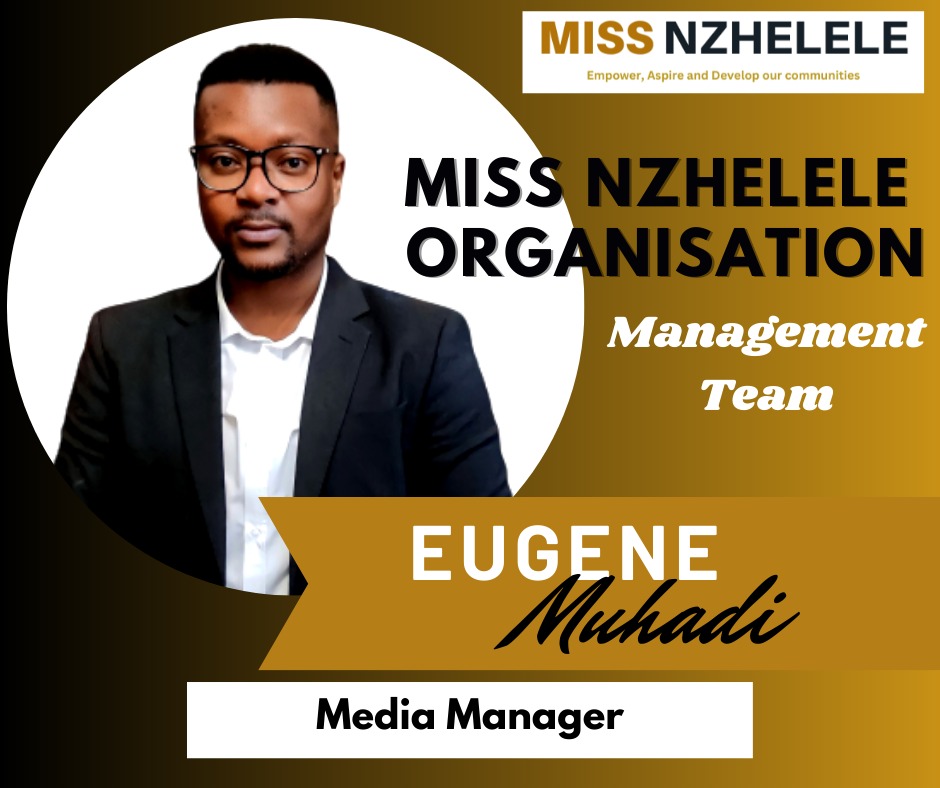 MISS NZHELELE
Empower, Aspire and Develop our communities
MISS NZHELELE
ORGANISATION
Management
Team
EUGENE
Muhadi
Media Manager